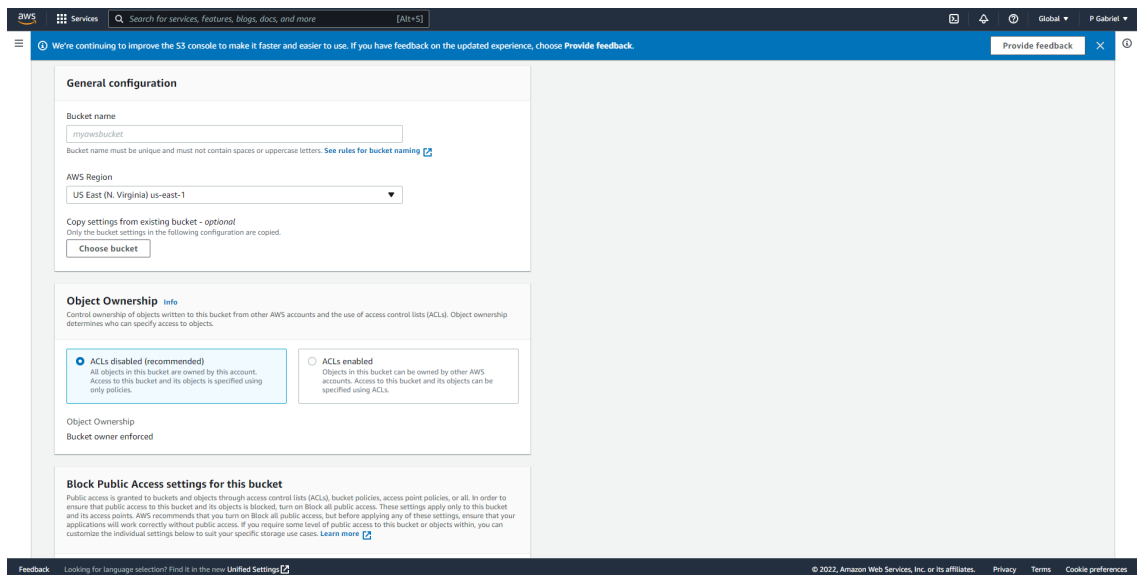 aws Services Search for services, features, blogs, docs, and more [Alt+S] Global P Gabriel
We're continuing to improve the S3 console to make it faster and easier to use. If you have feedback on the updated experience, choose Provide feedback. Provide feedback
General configuration
Bucket name
myawsbucket
Bucket name must be unique and must not contain spaces or uppercase letters. See rules for bucket naming
AWS Region
US East (N. Virginia) us-east-1
Copy settings from existing bucket - optional
Only the bucket settings in the following configuration are copied.
Choose bucket
Object Ownership Info
Control ownership of objects written to this bucket from other AWS accounts and the use of access control lists (ACLs). Object ownership
determines who can specify access to objects.
ACLs disabled (recommended)
All objects in this bucket are owned by this account.
Access to this bucket and its objects is specified using
only policies.
ACLs enabled
Objects in this bucket can be owned by other AWS
accounts. Access to this bucket and its objects can be
specified using ACLs.
Object Ownership
Bucket owner enforced
Block Public Access settings for this bucket
Public access is granted to buckets and objects through access control lists (ACLs), bucket policies, access point policies, or all. In order to
ensure that public access to this bucket and its objects is blocked, turn on Block all public access. These settings apply only to this bucket
and its access points. AWS recommends that you turn on Block all public access, but before applying any of these settings, ensure that your
applications will work correctly without public access. If you require some level of public access to this bucket or objects within, you can
customize the individual settings below to suit your specific storage use cases. Learn more
Feedback Looking for language selection? Find it in the new Unified Settings © 2022, Amazon Web Services, Inc. or its affiliates. Privacy Terms Cookie preferences